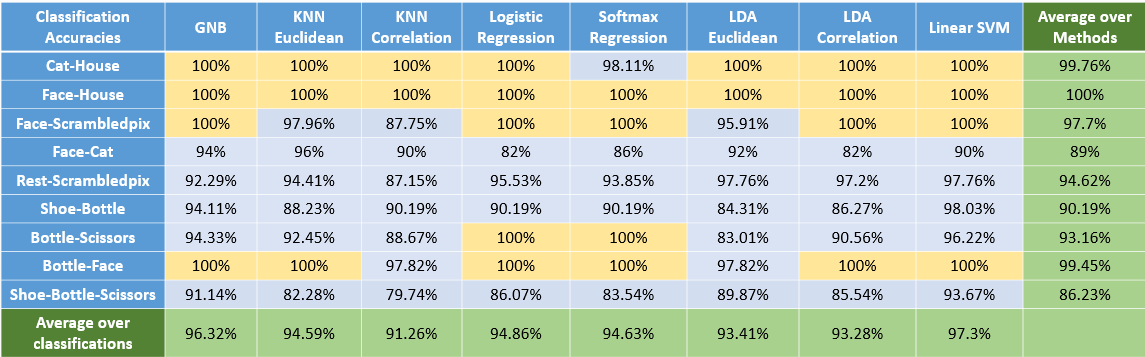 Classification Accuracies GNB KNN Euclidean KNN Correlation Logistic Regression Softmax Regression LDA Euclidean LDA Correlation Linear SVM Average over Methods
Cat-House 100% 100% 100% 100% 98.11% 100% 100% 100% 99.76%
Face-House 100% 100% 100% 100% 100% 100% 100% 100% 100%
Face-Scrambledpix 100% 97.96% 87.75% 100% 100% 95.91% 100% 100% 97.7%
Face-Cat 94% 96% 90% 82% 86% 92% 82% 90% 89%
Rest-Scrambledpix 92.29% 94.41% 87.15% 95.53% 93.85% 97.76% 97.2% 97.76% 94.62%
Shoe-Bottle 94.11% 88.23% 90.19% 90.19% 90.19% 84.31% 86.27% 98.03% 90.19%
Bottle-Scissors 94.33% 92.45% 88.67% 100% 100% 83.01% 90.56% 96.22% 93.16%
Bottle-Face 100% 100% 97.82% 100% 100% 97.82% 100% 100% 99.45%
Shoe-Bottle-Scissors 91.14% 82.28% 79.74% 86.07% 83.54% 89.87% 85.54% 93.67% 86.23%
Average over classifications 96.32% 94.59% 91.26% 94.86% 94.63% 93.41% 93.28% 97.3%